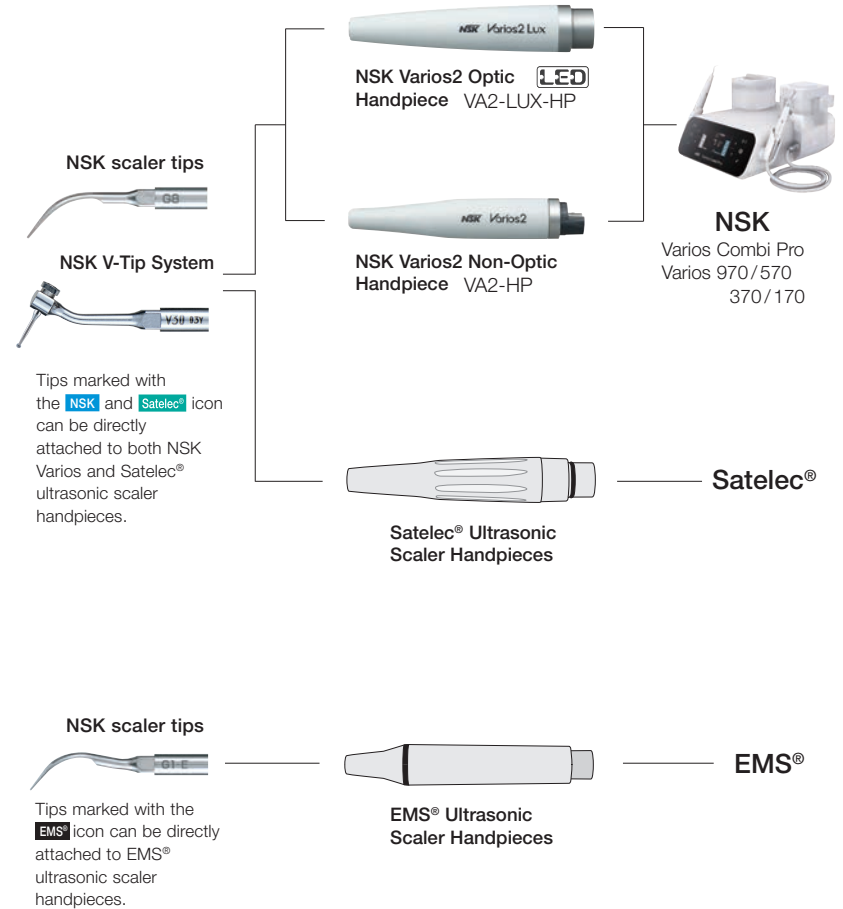 NSK Varios2 Lux
NSK Varios2 Optic LED
Handpiece VA2-LUX-HP
NSK scaler tips
G8
NSK Varios2
NSK
Varios Combi Pro
Varios 970/570
370/170
NSK V-Tip System
NSK Varios2 Non-Optic
Handpiece VA2-HP
V30 03Y
Tips marked with
the NSK and Satelec® icon
can be directly
attached to both NSK
Varios and Satelec®
ultrasonic scaler
handpieces.
Satelec®
Satelec® Ultrasonic
Scaler Handpieces
NSK scaler tips
G1-E
EMS®
Tips marked with the
EMS® icon can be directly
attached to EMS®
ultrasonic scaler
handpieces.
EMS® Ultrasonic
Scaler Handpieces